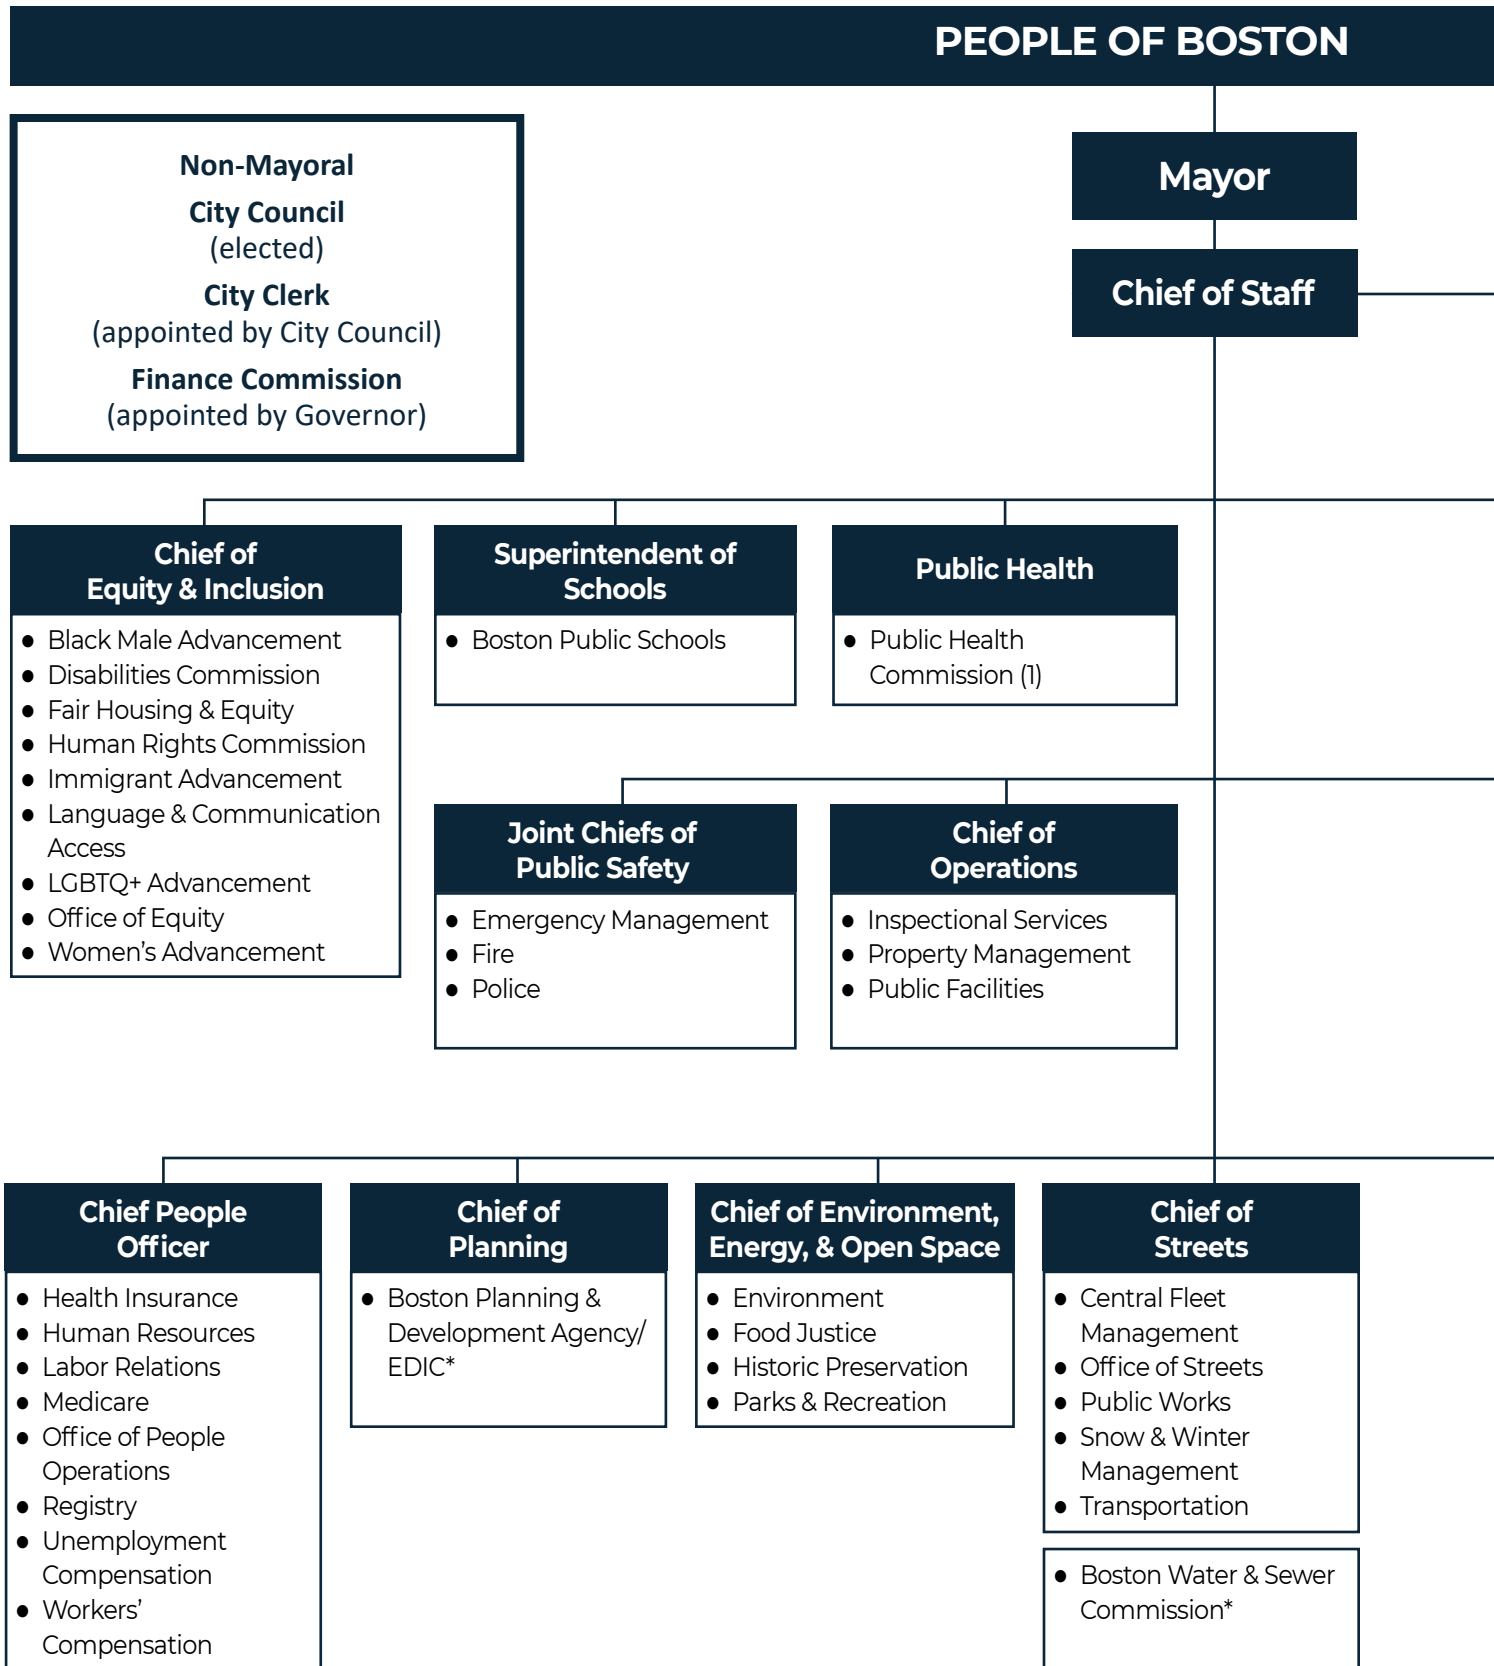 PEOPLE OF BOSTON
Non-Mayoral
City Council
(elected)
City Clerk
(appointed by City Council)
Finance Commission
(appointed by Governor)
Mayor
Chief of Staff
Chief of
Equity & Inclusion
● Black Male Advancement
● Disabilities Commission
● Fair Housing & Equity
● Human Rights Commission
● Immigrant Advancement
● Language & Communication
Access
● LGBTQ+ Advancement
● Office of Equity
● Women's Advancement
Superintendent of
Schools
● Boston Public Schools
Public Health
● Public Health
Commission (1)
Joint Chiefs of
Public Safety
● Emergency Management
● Fire
● Police
Chief of
Operations
● Inspectional Services
● Property Management
● Public Facilities
Chief People
Officer
● Health Insurance
● Human Resources
● Labor Relations
● Medicare
● Office of People
Operations
● Registry
● Unemployment
Compensation
● Workers'
Compensation
Chief of
Planning
● Boston Planning &
Development Agency/
EDIC*
Chief of Environment,
Energy, & Open Space
● Environment
● Food Justice
● Historic Preservation
● Parks & Recreation
Chief of
Streets
● Central Fleet
Management
● Office of Streets
● Public Works
● Snow & Winter
Management
● Transportation
● Boston Water & Sewer
Commission*